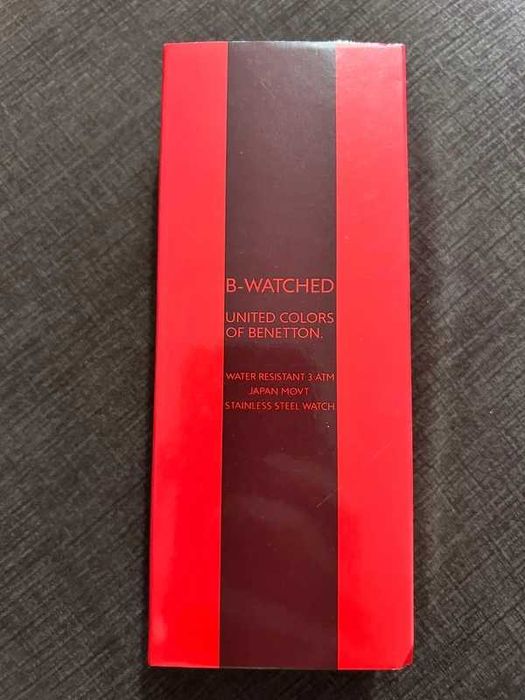 B-WATCHED
UNITED COLORS
OF BENETTON.
WATER RESISTANT 3 ATM
JAPAN MOVT
STAINLESS STEEL WATCH